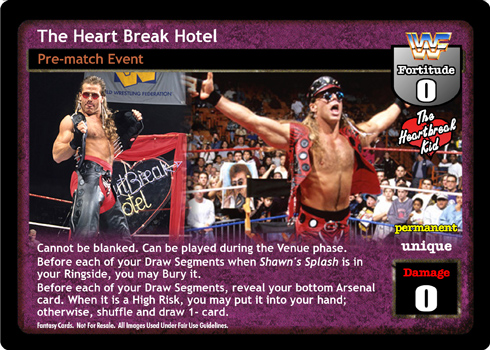 The Heart Break Hotel
Pre-match Event
Fortitude
0
The
Heartbreak
Kid
Cannot be blanked. Can be played during the Venue phase.
Before each of your Draw Segments when Shawn's Splash is in
your Ringside, you may Bury it.
Before each of your Draw Segments, reveal your bottom Arsenal
card. When it is a High Risk, you may put it into your hand;
otherwise, shuffle and draw 1- card.
permanent
unique
Damage
0
Fantasy Cards. Not For Resale. All Images Used Under Fair Use Guidelines.